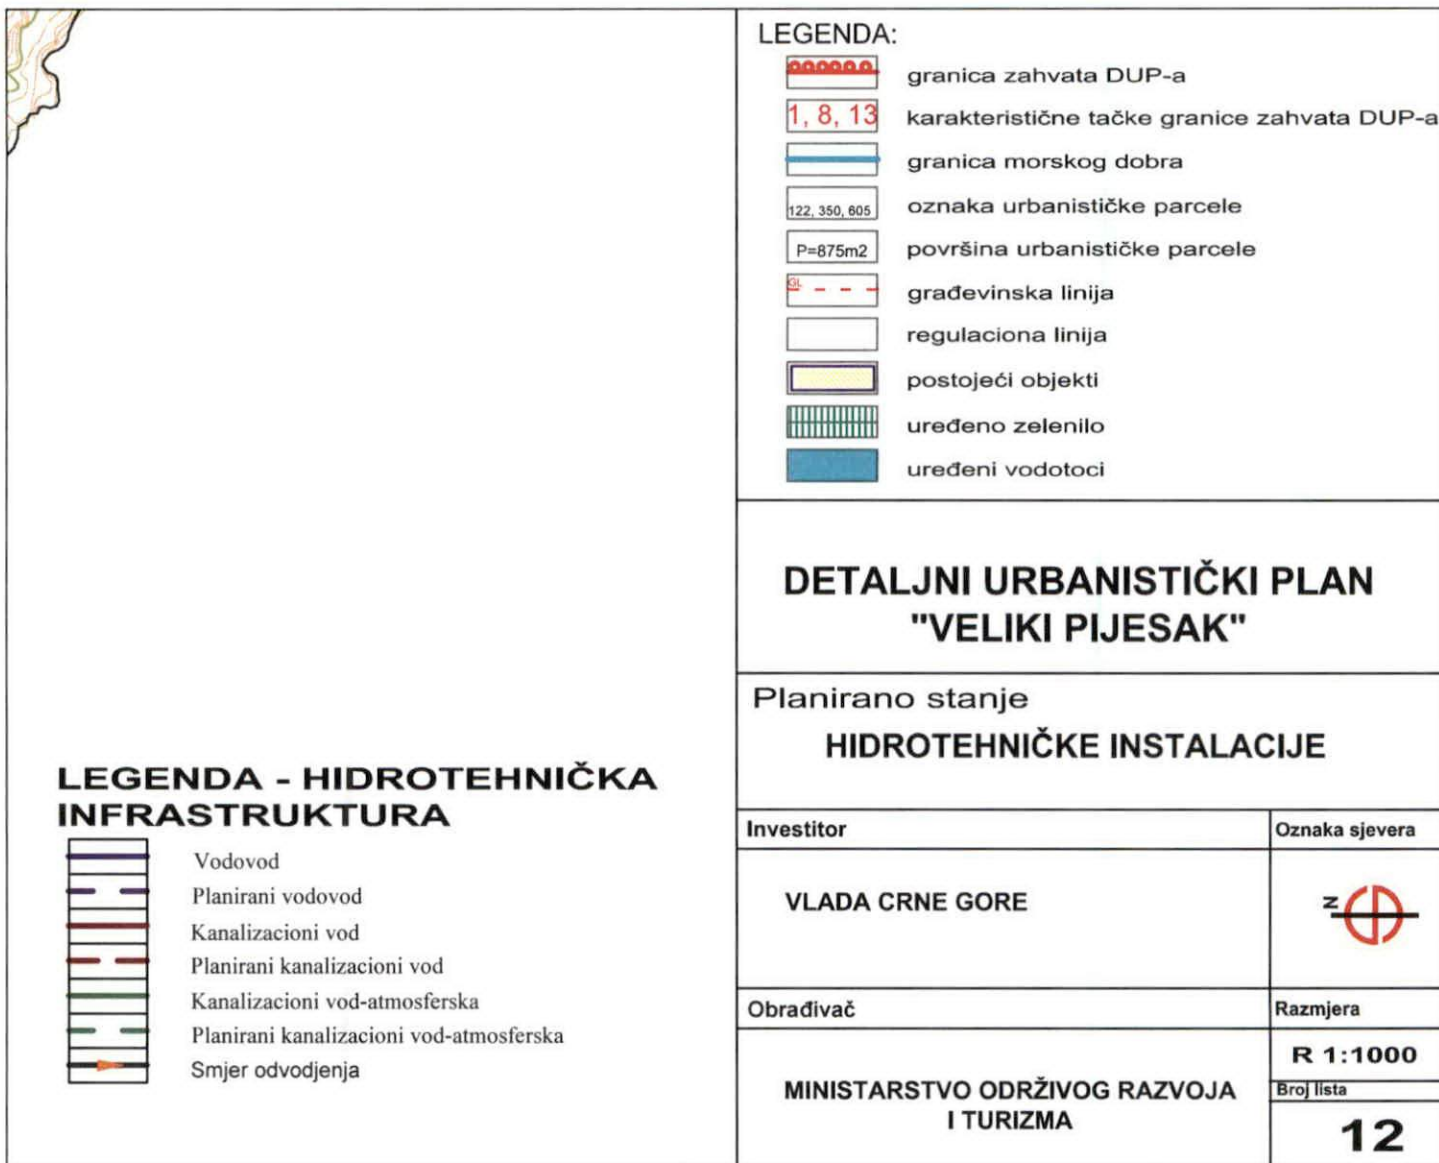 LEGENDA:
granica zahvata DUP-a
1, 8, 13
karakteristične tačke granice zahvata DUP-a
granica morskog dobra
122, 350, 605
oznaka urbanističke parcele
P=875m2
površina urbanističke parcele
GL
građevinska linija
regulaciona linija
postojeći objekti
uređeno zelenilo
uređeni vodotoci
DETALJNI URBANISTIČKI PLAN
"VELIKI PIJESAK"
Planirano stanje
HIDROTEHNIČKE INSTALACIJE
LEGENDA - HIDROTEHNIČKA
INFRASTRUKTURA
Vodovod
Planirani vodovod
Kanalizacioni vod
Planirani kanalizacioni vod
Kanalizacioni vod-atmosferska
Planirani kanalizacioni vod-atmosferska
Smjer odvodjenja
Investitor
VLADA CRNE GORE
Oznaka sjevera
N
Obrađivač
MINISTARSTVO ODRŽIVOG RAZVOJA
I TURIZMA
Razmjera
R 1:1000
Broj lista
12